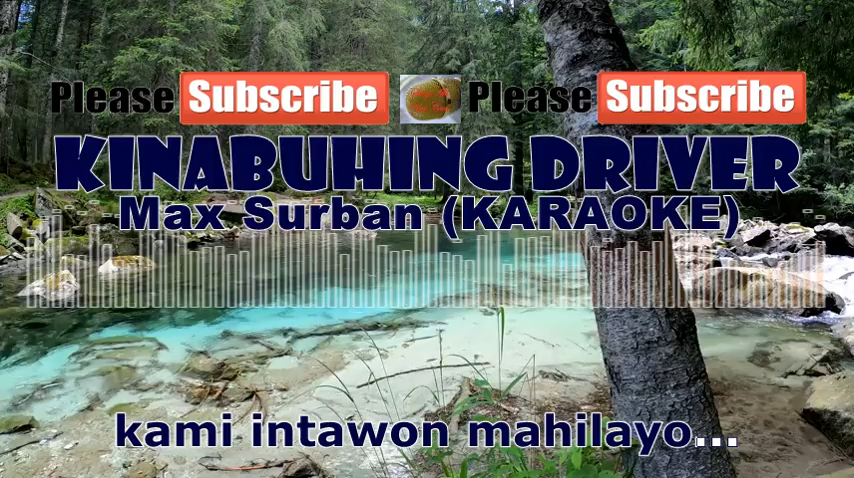 Please Subscribe Please Subscribe
KINABUHING DRIVER
Max Surban (KARAOKE)
kami intawon mahilayo...